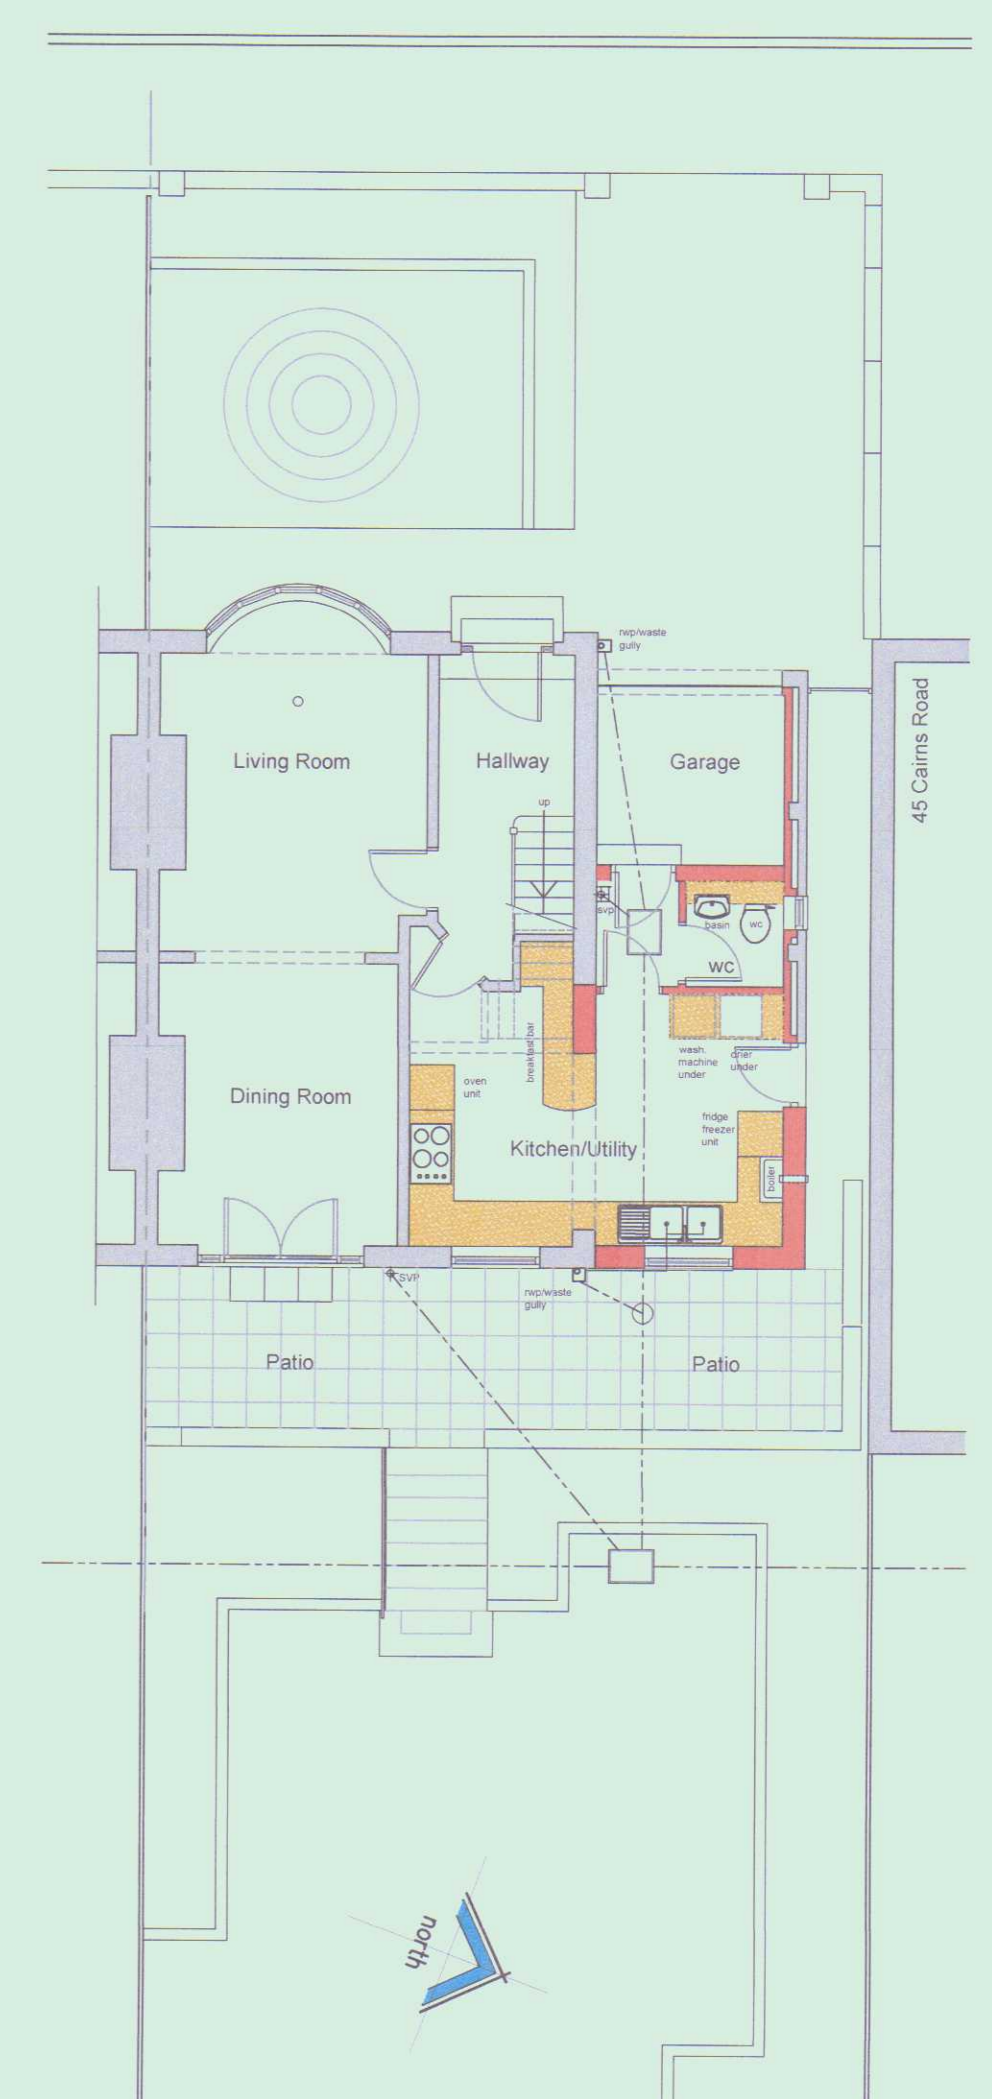 rwp/waste
gully
45 Cairns Road
Living Room
Hallway
Garage
up
svp
basin
wc
WC
breakfast bar
wash.
machine
under
drier
under
oven
unit
Dining Room
fridge
freezer
unit
Kitchen/Utility
boiler
SVP
rwp/waste
gully
Patio
Patio
north